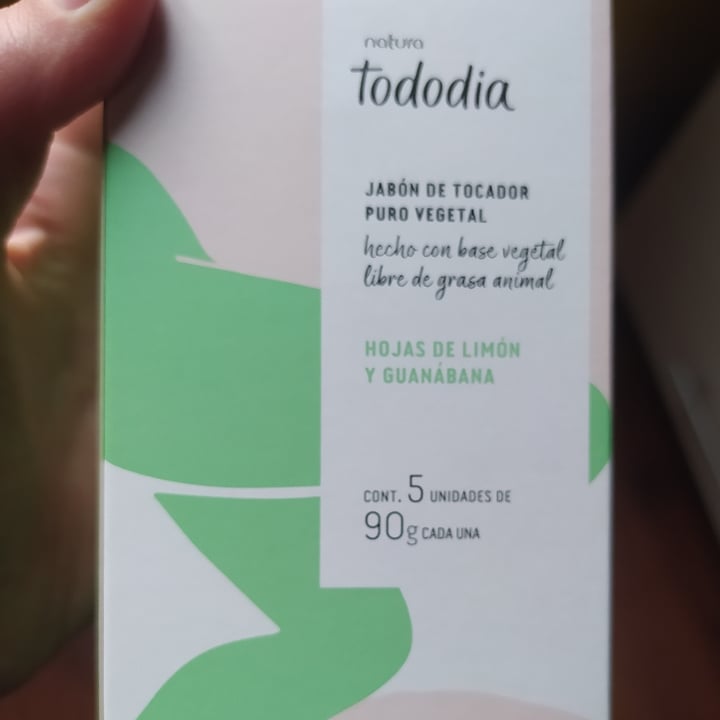 natura
tododia
JABÓN DE TOCADOR
PURO VEGETAL
hecho con base vegetal
libre de grasa animal
HOJAS DE LIMÓN
Y GUANÁBANA
CONT. 5 UNIDADES DE
90g CADA UNA